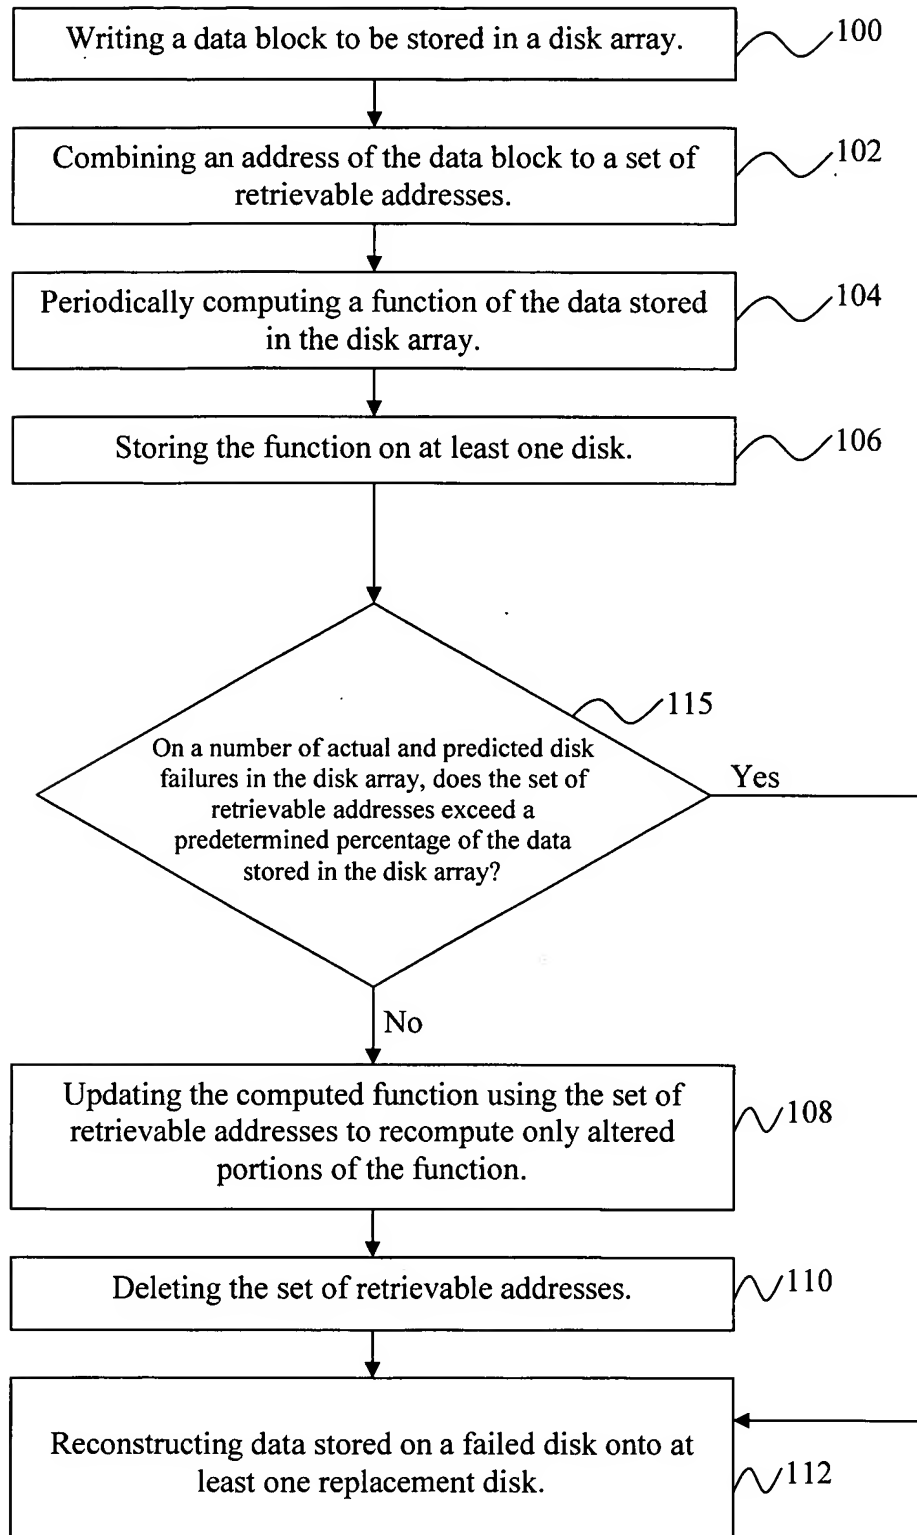 Writing a data block to be stored in a disk array.
100
Combining an address of the data block to a set of
retrievable addresses.
102
Periodically computing a function of the data stored
in the disk array.
104
Storing the function on at least one disk.
106
115
On a number of actual and predicted disk
failures in the disk array, does the set of
retrievable addresses exceed a
predetermined percentage of the data
stored in the disk array?
Yes
No
Updating the computed function using the set of
retrievable addresses to recompute only altered
portions of the function.
108
Deleting the set of retrievable addresses.
110
Reconstructing data stored on a failed disk onto at
least one replacement disk.
112